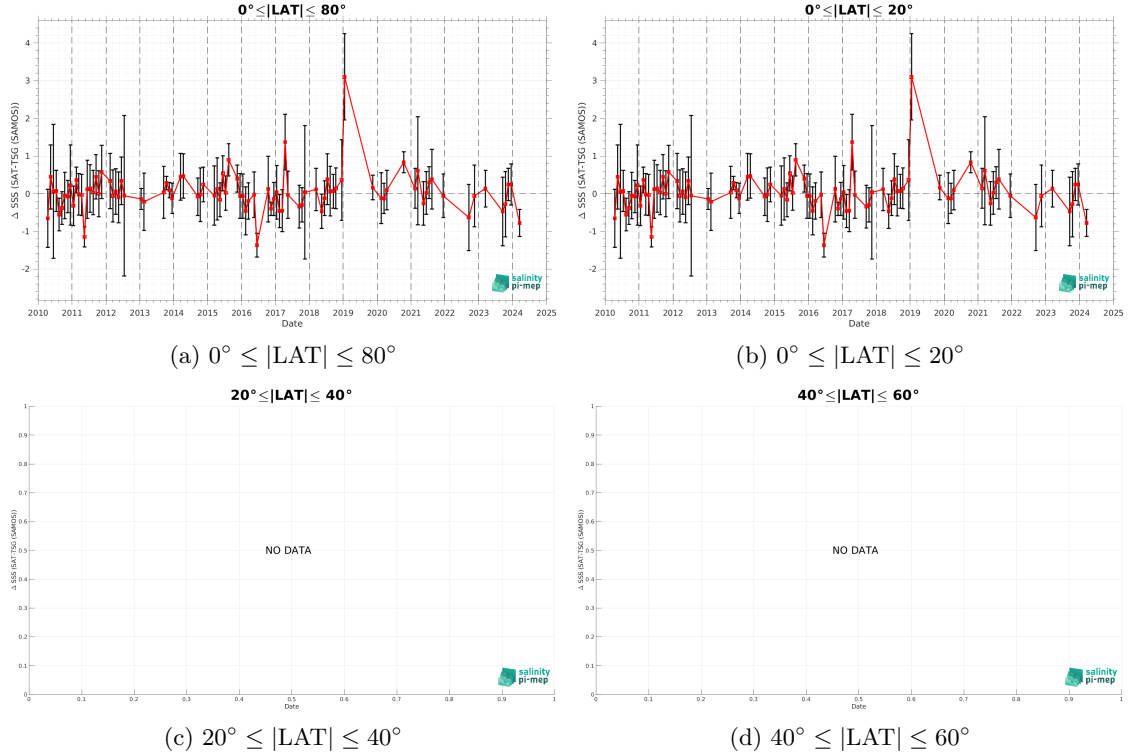 0°≤|LAT|≤ 80°
Δ SSS (SAT-TSG (SAMOS))
4
3
2
1
0
-1
-2
2010 2011 2012 2013 2014 2015 2016 2017 2018 2019 2020 2021 2022 2023 2024 2025
Date
salinity
pi-mep
(a) 0° ≤ |LAT| ≤ 80°
0°≤|LAT|≤ 20°
Δ SSS (SAT-TSG (SAMOS))
4
3
2
1
0
-1
-2
2010 2011 2012 2013 2014 2015 2016 2017 2018 2019 2020 2021 2022 2023 2024 2025
Date
salinity
pi-mep
(b) 0° ≤ |LAT| ≤ 20°
20°≤|LAT|≤ 40°
Δ SSS (SAT-TSG (SAMOS))
1
0.9
0.8
0.7
0.6
0.5
0.4
0.3
0.2
0.1
0
NO DATA
0 0.1 0.2 0.3 0.4 0.5 0.6 0.7 0.8 0.9 1
Date
salinity
pi-mep
(c) 20° ≤ |LAT| ≤ 40°
40°≤|LAT|≤ 60°
Δ SSS (SAT-TSG (SAMOS))
1
0.9
0.8
0.7
0.6
0.5
0.4
0.3
0.2
0.1
0
NO DATA
0 0.1 0.2 0.3 0.4 0.5 0.6 0.7 0.8 0.9 1
Date
salinity
pi-mep
(d) 40° ≤ |LAT| ≤ 60°